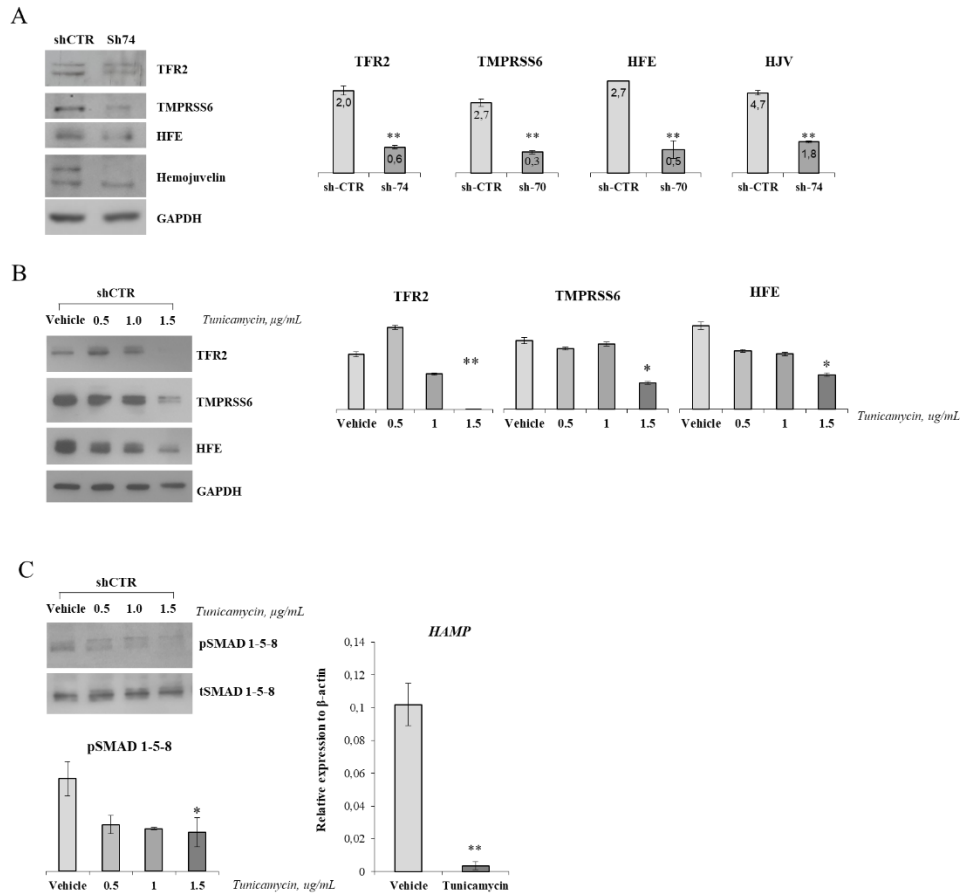 A
shCTR Sh74
TFR2
TMPRSS6
HFE
Hemojuvelin
GAPDH
TFR2
2,0
**
0,6
sh-CTR sh-74
TMPRSS6
2,7
**
0,3
sh-CTR sh-70
HFE
2,7
**
0,5
sh-CTR sh-70
HJV
4,7
**
1,8
sh-CTR sh-74
B
shCTR
Vehicle 0.5 1.0 1.5 Tunicamycin, µg/mL
TFR2
TMPRSS6
HFE
GAPDH
TFR2
**
Vehicle 0.5 1 1.5
TMPRSS6
*
Vehicle 0.5 1 1.5
HFE
*
Vehicle 0.5 1 1.5 Tunicamycin, ug/mL
C
shCTR
Vehicle 0.5 1.0 1.5 Tunicamycin, µg/mL
pSMAD 1-5-8
tSMAD 1-5-8
pSMAD 1-5-8
*
Vehicle 0.5 1 1.5 Tunicamycin, ug/mL
HAMP
Relative expression to β-actin
0,14
0,12
0,1
0,08
0,06
0,04
0,02
0
**
Vehicle Tunicamycin